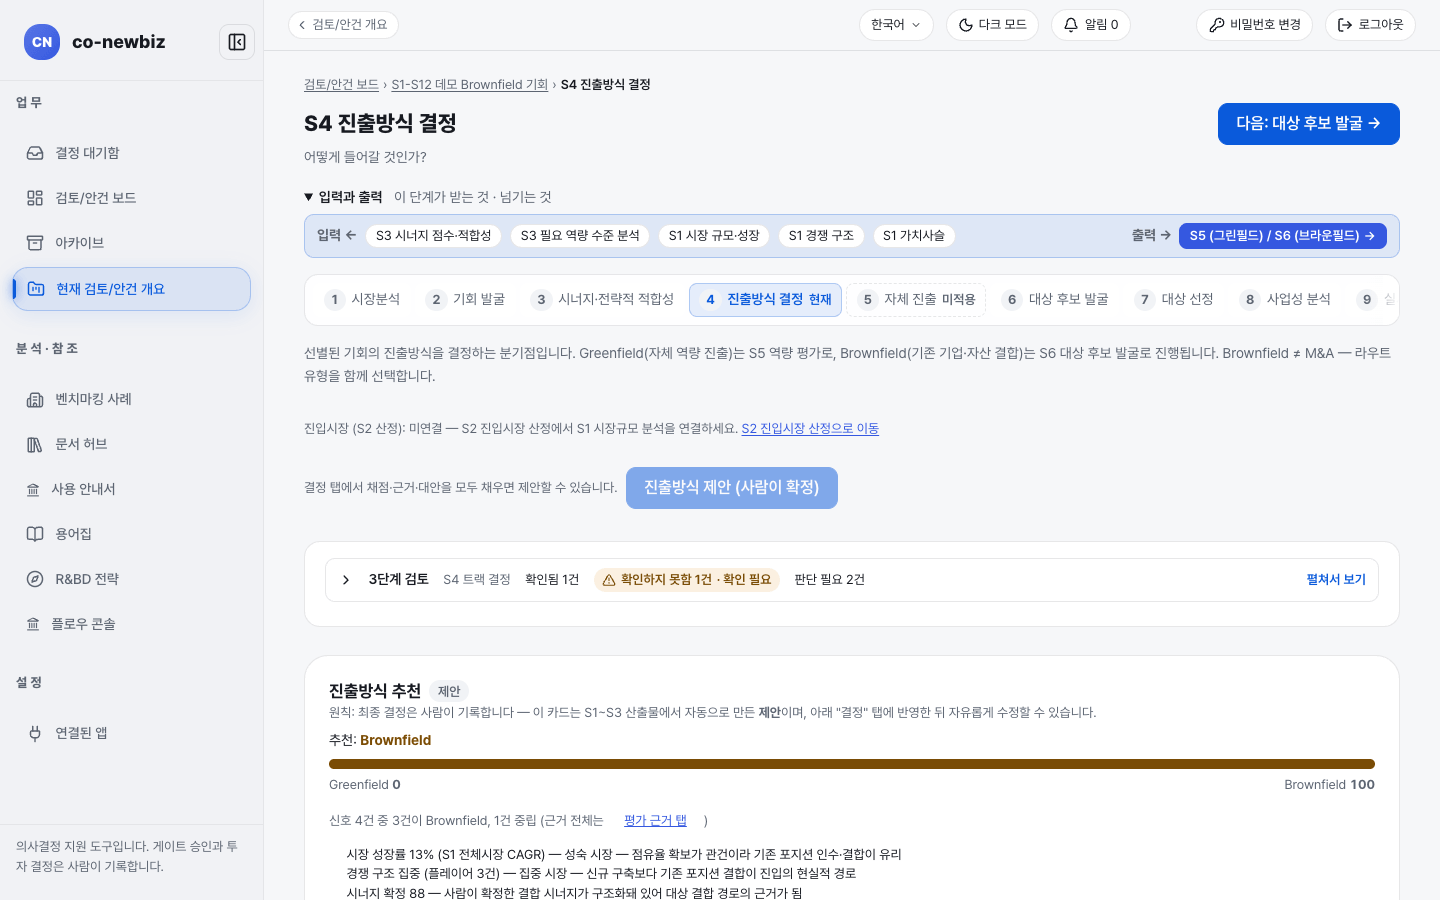 CN co-newbiz
검토/안건 개요
한국어
다크 모드
알림 0
비밀번호 변경
로그아웃
업무
결정 대기함
검토/안건 보드
아카이브
현재 검토/안건 개요
분석·참조
벤치마킹 사례
문서 허브
사용 안내서
용어집
R&BD 전략
플로우 콘솔
설정
연결된 앱
의사결정 지원 도구입니다. 게이트 승인과 투
자 결정은 사람이 기록합니다.
검토/안건 보드 › S1-S12 데모 Brownfield 기회 › S4 진출방식 결정
S4 진출방식 결정
다음: 대상 후보 발굴 →
어떻게 들어갈 것인가?
▼ 입력과 출력 이 단계가 받는 것 · 넘기는 것
입력 ← S3 시너지 점수·적합성 S3 필요 역량 수준 분석 S1 시장 규모·성장 S1 경쟁 구조 S1 가치사슬 출력 → S5 (그린필드) / S6 (브라운필드) →
1 시장분석 2 기회 발굴 3 시너지·전략적 적합성 4 진출방식 결정 현재 5 자체 진출 미적용 6 대상 후보 발굴 7 대상 선정 8 사업성 분석 9
선별된 기회의 진출방식을 결정하는 분기점입니다. Greenfield(자체 역량 진출)는 S5 역량 평가로, Brownfield(기존 기업·자산 결합)는 S6 대상 후보 발굴로 진행됩니다. Brownfield ≠ M&A — 라우트
유형을 함께 선택합니다.
진입시장 (S2 산정): 미연결 — S2 진입시장 산정에서 S1 시장규모 분석을 연결하세요. S2 진입시장 산정으로 이동
결정 탭에서 채점·근거·대안을 모두 채우면 제안할 수 있습니다. 진출방식 제안 (사람이 확정)
3단계 검토 S4 트랙 결정 확인됨 1건 확인하지 못함 1건 · 확인 필요 판단 필요 2건 펼쳐서 보기
진출방식 추천 제안
원칙: 최종 결정은 사람이 기록합니다 — 이 카드는 S1~S3 산출물에서 자동으로 만든 제안이며, 아래 "결정" 탭에 반영한 뒤 자유롭게 수정할 수 있습니다.
추천: Brownfield
Greenfield 0 Brownfield 100
신호 4건 중 3건이 Brownfield, 1건 중립 (근거 전체는 평가 근거 탭 )
시장 성장률 13% (S1 전체시장 CAGR) — 성숙 시장 — 점유율 확보가 관건이라 기존 포지션 인수·결합이 유리
경쟁 구조 집중 (플레이어 3건) — 집중 시장 — 신규 구축보다 기존 포지션 결합이 진입의 현실적 경로
시너지 확정 88 — 사람이 확정한 결합 시너지가 구조화돼 있어 대상 결합 경로의 근거가 됨